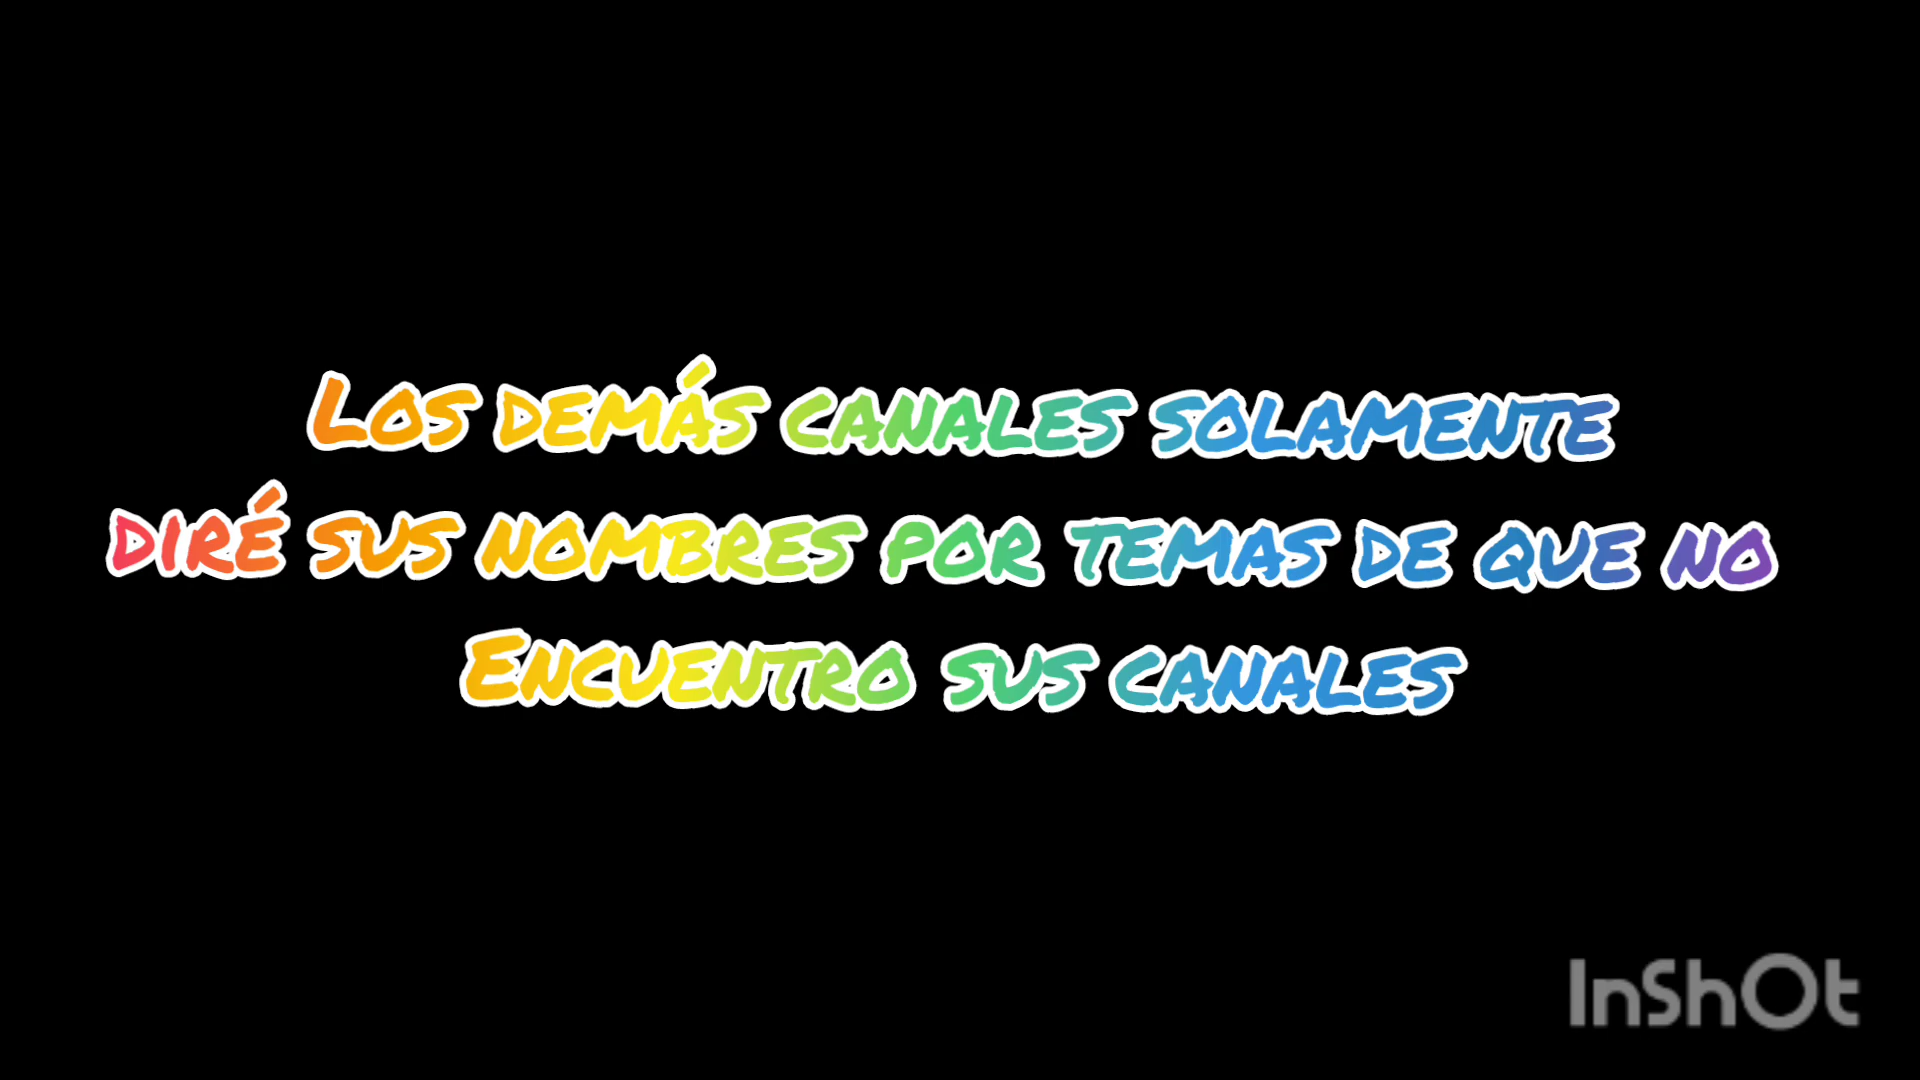 Los demás canales solamente
diré sus nombres por temas de que no
Encuentro sus canales
InShOt